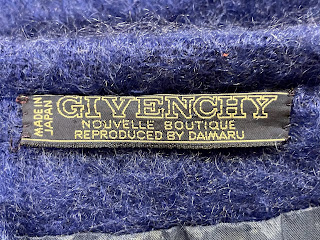 MADE IN
JAPAN
GIVENCHY
NOUVELLE BOUTIQUE
REPRODUCED BY DAIMARU